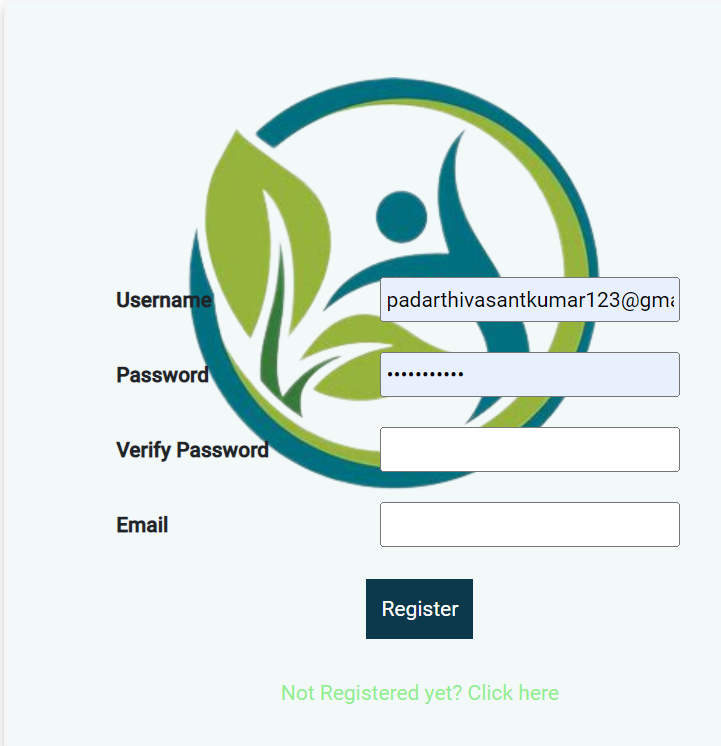 Username padarthivasantkumar123@gma
Password •••••••••••
Verify Password
Email
Register
Not Registered yet? Click here